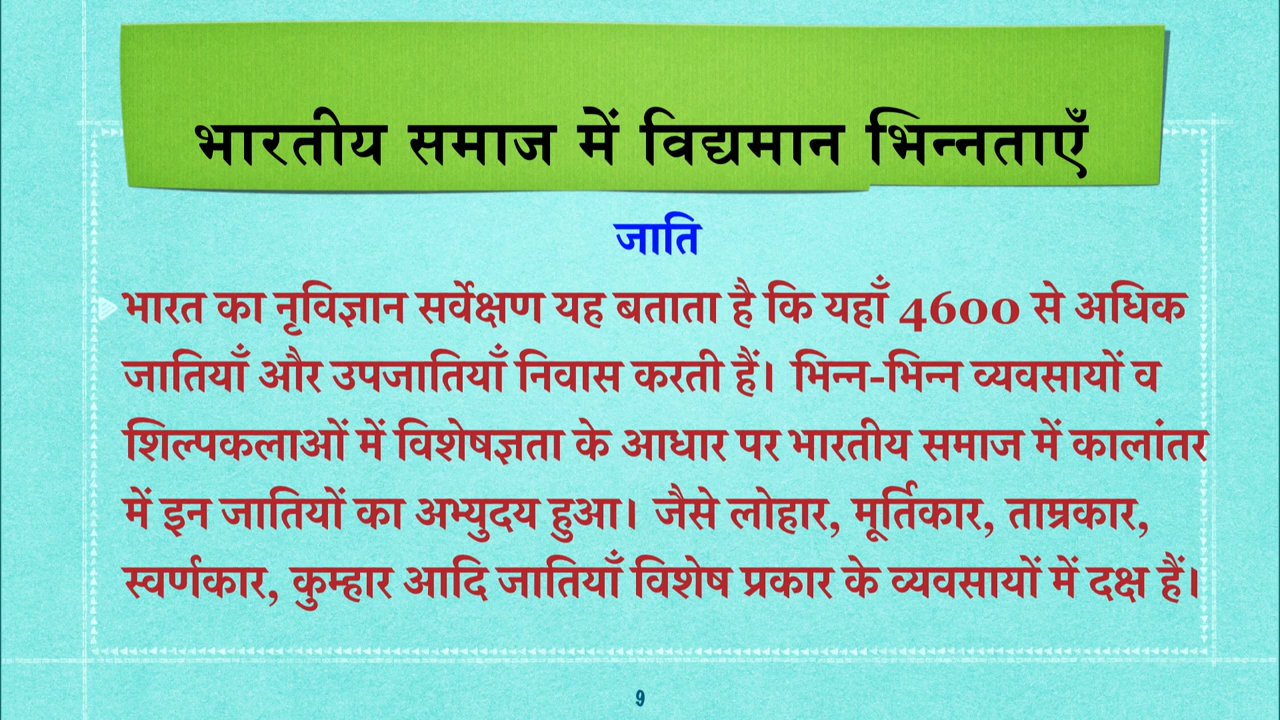 भारतीय समाज में विद्यमान भिन्नताएँ
जाति
भारत का नृविज्ञान सर्वेक्षण यह बताता है कि यहाँ 4600 से अधिक
जातियाँ और उपजातियाँ निवास करती हैं। भिन्न-भिन्न व्यवसायों व
शिल्पकलाओं में विशेषज्ञता के आधार पर भारतीय समाज में कालांतर
में इन जातियों का अभ्युदय हुआ। जैसे लोहार, मूर्तिकार, ताम्रकार,
स्वर्णकार, कुम्हार आदि जातियाँ विशेष प्रकार के व्यवसायों में दक्ष हैं।
9